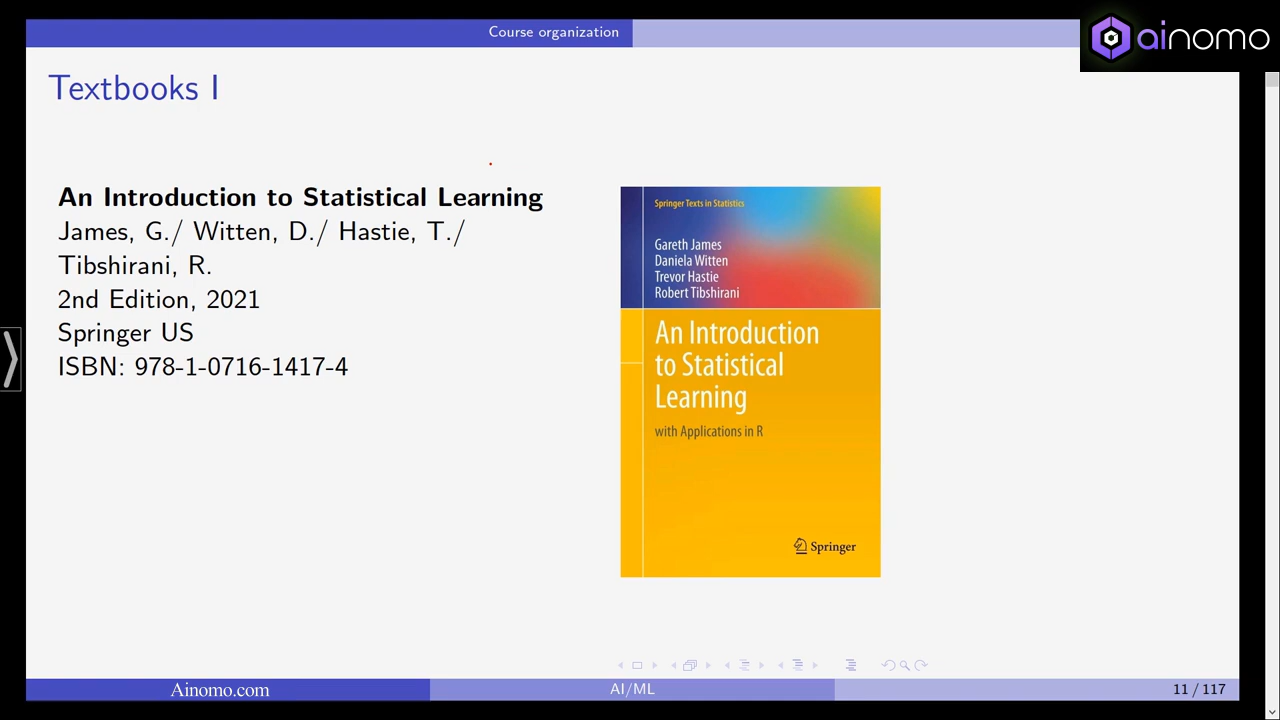 Course organization
ainomo
Textbooks I
An Introduction to Statistical Learning
James, G./ Witten, D./ Hastie, T./
Tibshirani, R.
2nd Edition, 2021
Springer US
ISBN: 978-1-0716-1417-4
Springer Texts in Statistics
Gareth James
Daniela Witten
Trevor Hastie
Robert Tibshirani
An Introduction
to Statistical
Learning
with Applications in R
Springer
Ainomo.com
AI/ML
11 / 117